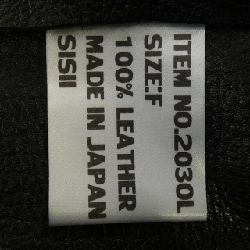 ITEM NO.2030L
SIZE:F
100% LEATHER
MADE IN JAPAN
SISII